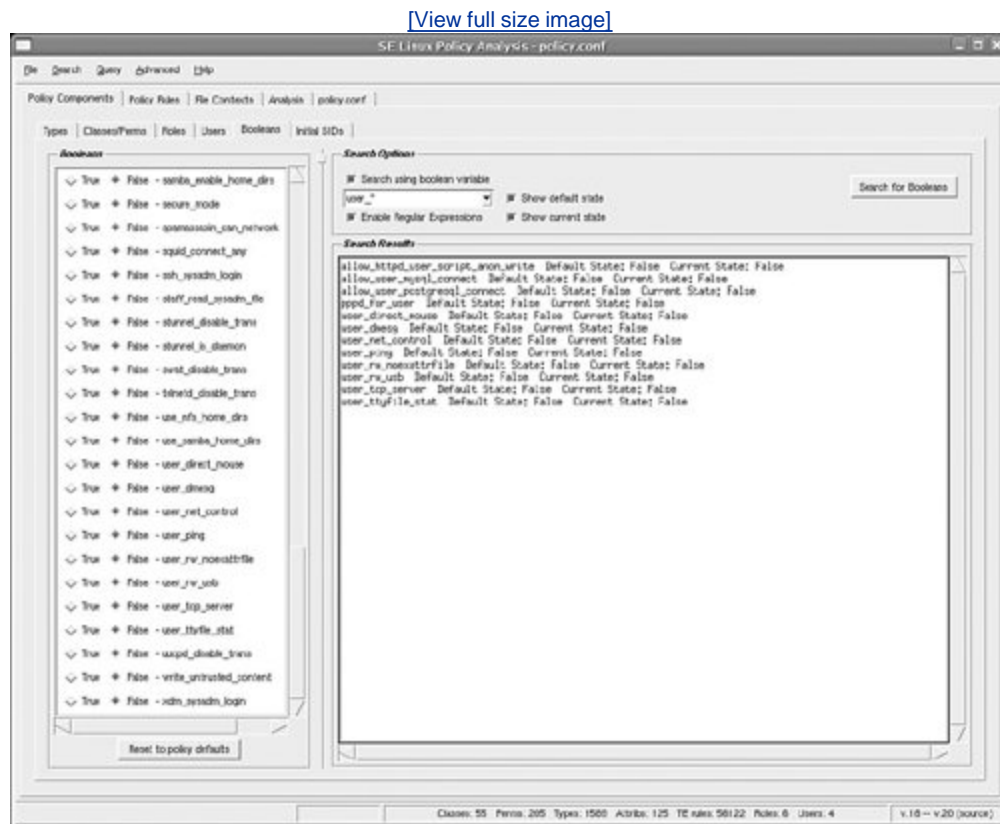 [View full size image]
SE Linux Policy Analysis - policy.conf
File Search Query Advanced Help
Policy Components Policy Rules File Contexts Analysis policy.conf
Types Classes/Perms Roles Users Booleans Initial SIDs
Booleans
True False - samba_enable_home_dirs
True False - secure_mode
True False - spamassasin_can_network
True False - squid_connect_any
True False - ssh_sysadm_login
True False - staff_read_sysadm_file
True False - stunnel_disable_trans
True False - stunnel_is_daemon
True False - swat_disable_trans
True False - telnetd_disable_trans
True False - use_nfs_home_dirs
True False - use_samba_home_dirs
True False - user_direct_mouse
True False - user_dmesg
True False - user_net_control
True False - user_ping
True False - user_rw_noexattrfile
True False - user_rw_usb
True False - user_tcp_server
True False - user_ttyfile_stat
True False - uucpd_disable_trans
True False - write_untrusted_content
True False - xdm_sysadm_login
Reset to policy defaults
Search Options
Search using boolean variable
user_*
Show default state
Enable Regular Expressions
Show current state
Search for Booleans
Search Results
allow_httpd_user_script_anon_write Default State: False Current State: False
allow_user_mysql_connect Default State: False Current State: False
allow_user_postgresql_connect Default State: False Current State: False
pppd_for_user Default State: False Current State: False
user_direct_mouse Default State: False Current State: False
user_dmesg Default State: False Current State: False
user_net_control Default State: False Current State: False
user_ping Default State: False Current State: False
user_rw_noexattrfile Default State: False Current State: False
user_rw_usb Default State: False Current State: False
user_tcp_server Default State: False Current State: False
user_ttyfile_stat Default State: False Current State: False
Classes: 55 Perms: 205 Types: 1560 Attribs: 125 TE rules: 56122 Roles: 6 Users: 4
v.18 -- v.20 (source)